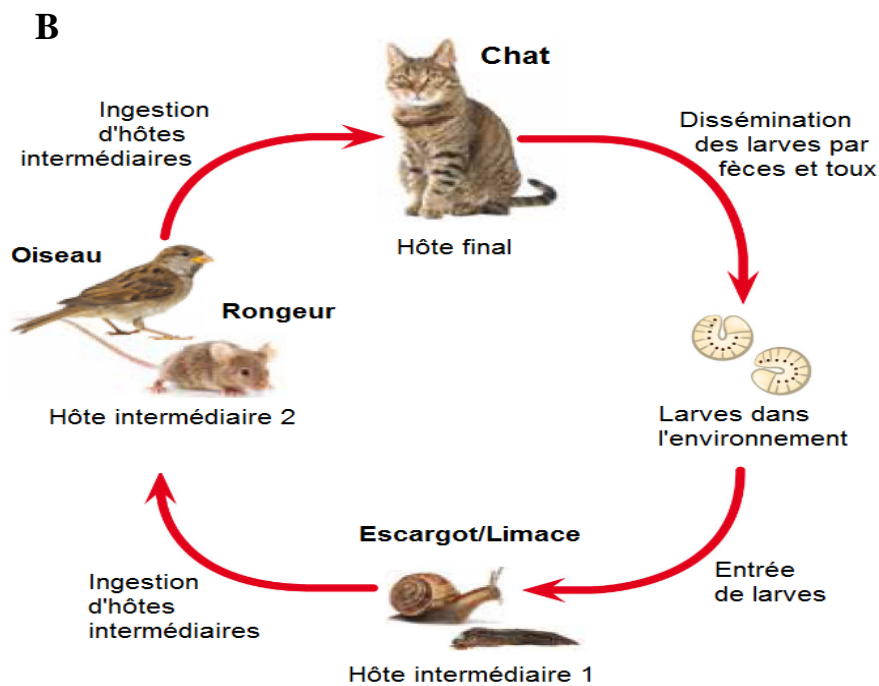 B
Chat
Ingestion
d'hôtes
intermédiaires
Dissémination
des larves par
fèces et toux
Hôte final
Oiseau
Rongeur
Hôte intermédiaire 2
Larves dans
l'environnement
Escargot/Limace
Ingestion
d'hôtes
intermédiaires
Entrée
de larves
Hôte intermédiaire 1